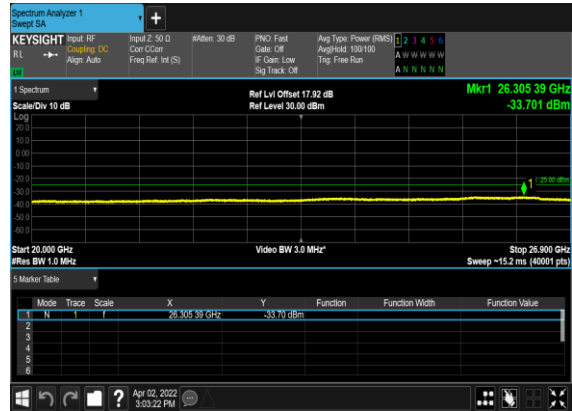 Spectrum Analyzer 1
Swept SA
KEYSIGHT Input: RF Input Z: 50 Ω #Atten: 30 dB PNO: Fast Avg Type: Power (RMS) 1 2 3 4 5 6
RL Coupling: DC Corr CCorr Gate: Off Avg|Hold: 100/100 A W W W W W
Align: Auto Freq Ref: Int (S) IF Gain: Low Trig: Free Run
Sig Track: Off A N N N N N
1 Spectrum Ref Lvl Offset 17.92 dB Mkr1 26.305 39 GHz
Scale/Div 10 dB Ref Level 30.00 dBm -33.701 dBm
Log
20.0
10.0
0.00
-10.0
-20.0
1 -25.00 dBm
-30.0
-40.0
-50.0
-60.0
Start 20.000 GHz Video BW 3.0 MHz* Stop 26.900 GHz
#Res BW 1.0 MHz Sweep ~15.2 ms (40001 pts)
5 Marker Table
Mode Trace Scale X Y Function Function Width Function Value
1 N 1 f 26.305 39 GHz -33.70 dBm
2
3
4
5
6
? Apr 02, 2022
3:03:22 PM